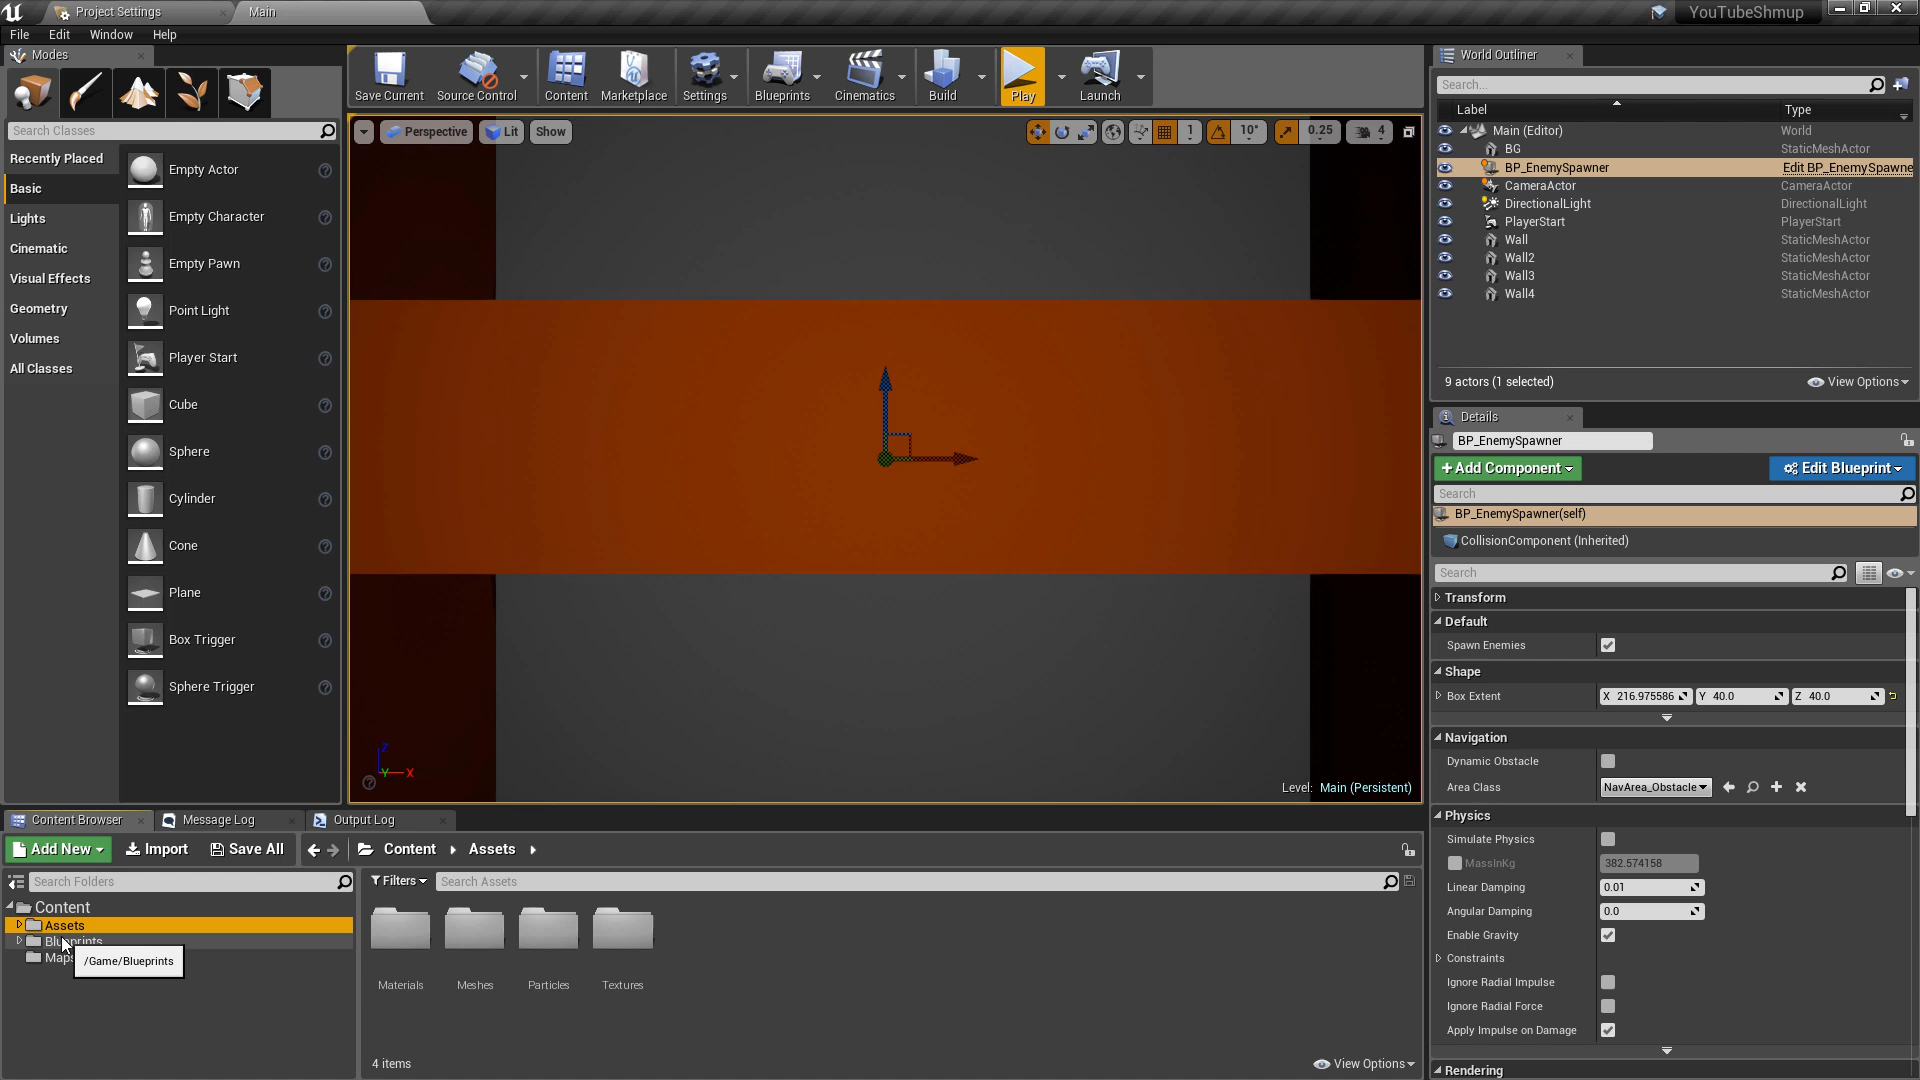 Project Settings
Main
YouTubeShmup
File Edit Window Help
Modes
Save Current
Source Control
Content
Marketplace
Settings
Blueprints
Cinematics
Build
Play
Launch
Search Classes
Recently Placed
Basic
Lights
Cinematic
Visual Effects
Geometry
Volumes
All Classes
Empty Actor
Empty Character
Empty Pawn
Point Light
Player Start
Cube
Sphere
Cylinder
Cone
Plane
Box Trigger
Sphere Trigger
Perspective Lit Show
1 10° 0.25 4
Z
Y X
Level: Main (Persistent)
World Outliner
Search...
Label Type
Main (Editor) World
BG StaticMeshActor
BP_EnemySpawner Edit BP_EnemySpawne
CameraActor CameraActor
DirectionalLight DirectionalLight
PlayerStart PlayerStart
Wall StaticMeshActor
Wall2 StaticMeshActor
Wall3 StaticMeshActor
Wall4 StaticMeshActor
9 actors (1 selected) View Options
Details
BP_EnemySpawner
+Add Component Edit Blueprint
Search
BP_EnemySpawner(self)
CollisionComponent (Inherited)
Search
Transform
Default
Spawn Enemies
Shape
Box Extent X 216.975586 Y 40.0 Z 40.0
Navigation
Dynamic Obstacle
Area Class NavArea_Obstacle
Physics
Simulate Physics
MassInKg 382.574158
Linear Damping 0.01
Angular Damping 0.0
Enable Gravity
Constraints
Ignore Radial Impulse
Ignore Radial Force
Apply Impulse on Damage
Rendering
Content Browser
Message Log
Output Log
Add New Import Save All Content Assets
Search Folders
Filters Search Assets
Content
Assets
Blueprints
Maps
/Game/Blueprints
Materials
Meshes
Particles
Textures
4 items View Options